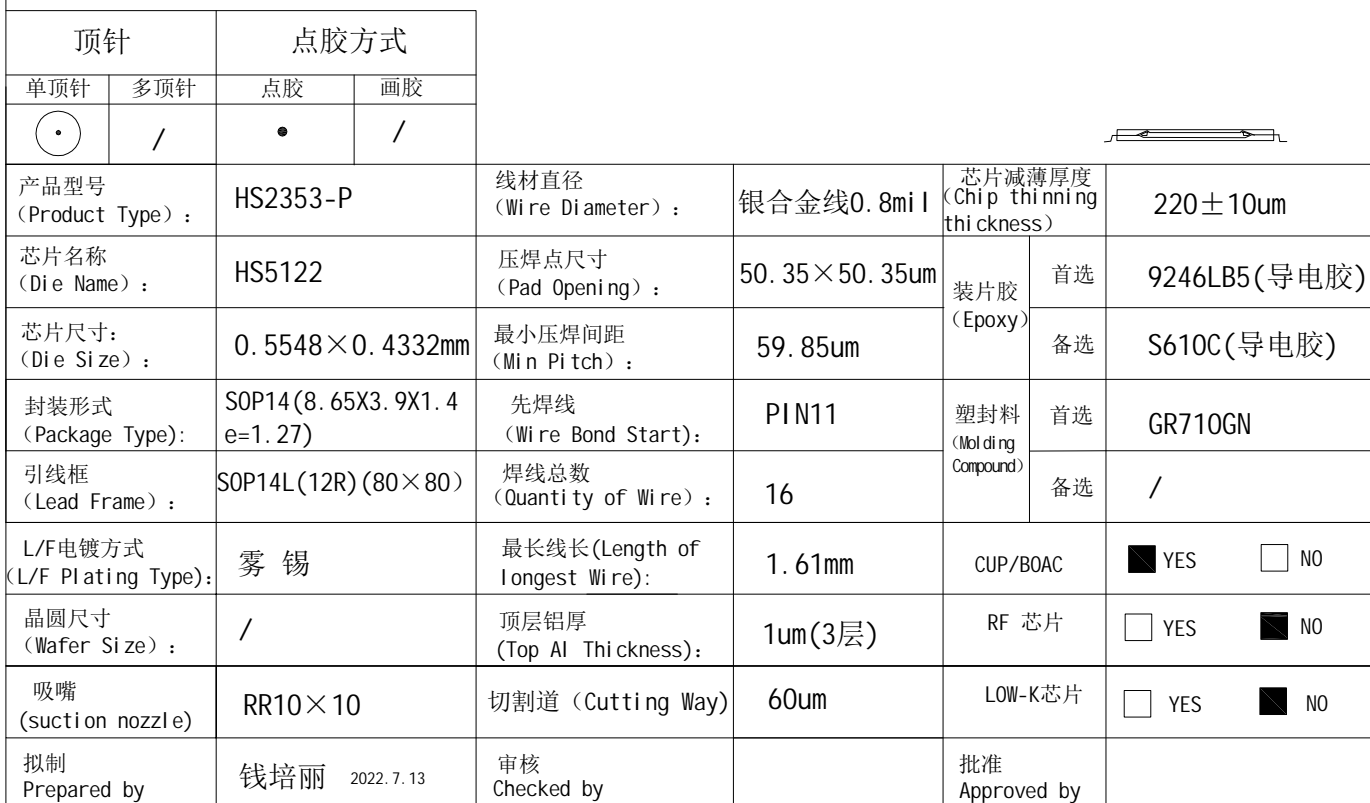 顶针 点胶方式
单顶针 多顶针 点胶 画胶
/ /
产品型号 线材直径 芯片减薄厚度
（Product Type）： HS2353-P （Wire Diameter）： 银合金线0.8mil (Chip thinning 220±10um
thickness）
芯片名称 压焊点尺寸
（Die Name）： HS5122 （Pad Opening）： 50.35×50.35um 首选 9246LB5(导电胶)
装片胶
（Epoxy）
芯片尺寸： 最小压焊间距
（Die Size）： 0.5548×0.4332mm （Min Pitch）： 59.85um 备选 S610C(导电胶)
封装形式 SOP14(8.65X3.9X1.4 先焊线 塑封料
（Package Type): e=1.27) （Wire Bond Start): PIN11 （Molding 首选 GR710GN
Compound）
引线框 焊线总数
（Lead Frame）： SOP14L(12R)(80×80） （Quantity of Wire）： 16 备选 /
L/F电镀方式 最长线长(Length of
（L/F Plating Type): 雾 锡 longest Wire): 1.61mm CUP/BOAC YES NO
晶圆尺寸 顶层铝厚
（Wafer Size）： / (Top Al Thickness): 1um(3层) RF 芯片 YES NO
吸嘴
(suction nozzle) RR10×10 切割道（Cutting Way) 60um LOW-K芯片 YES NO
拟制 审核 批准
Prepared by 钱培丽 2022.7.13 Checked by Approved by